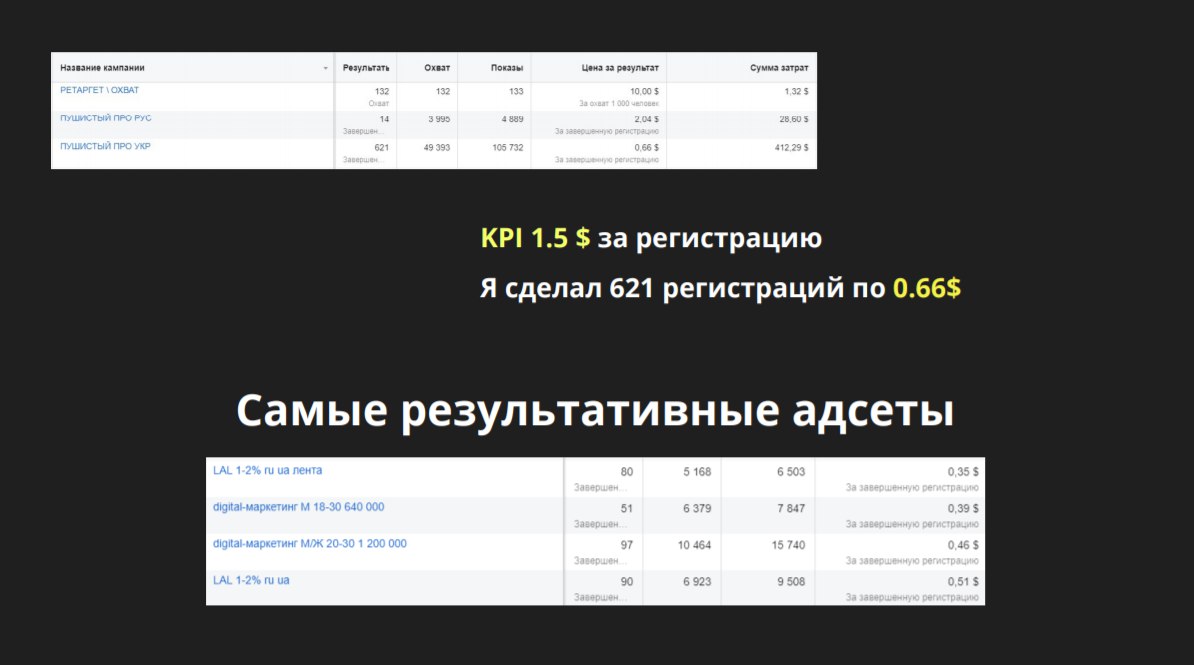 Название кампании Результать Охват Показы Цена за результат Сумма затрат
РЕТАРГЕТ \ ОХВАТ 132 132 133 10,00 $ 1,32 $
Охват За охват 1 000 человек
ПУШИСТЫЙ ПРО РУС 14 3 995 4 889 2,04 $ 28,60 $
Завершен... За завершенную регистрацию
ПУШИСТЫЙ ПРО УКР 621 49 393 105 732 0,66 $ 412,29 $
Завершен... За завершенную регистрацию
KPI 1.5 $ за регистрацию
Я сделал 621 регистраций по 0.66$
Самые результативные адсеты
LAL 1-2% ru ua лента 80 5 168 6 503 0,35 $
Завершен... За завершенную регистрацию
digital-маркетинг М 18-30 640 000 51 6 379 7 847 0,39 $
Завершен... За завершенную регистрацию
digital-маркетинг М/Ж 20-30 1 200 000 97 10 464 15 740 0,46 $
Завершен... За завершенную регистрацию
LAL 1-2% ru ua 90 6 923 9 508 0,51 $
Завершен... За завершенную регистрацию